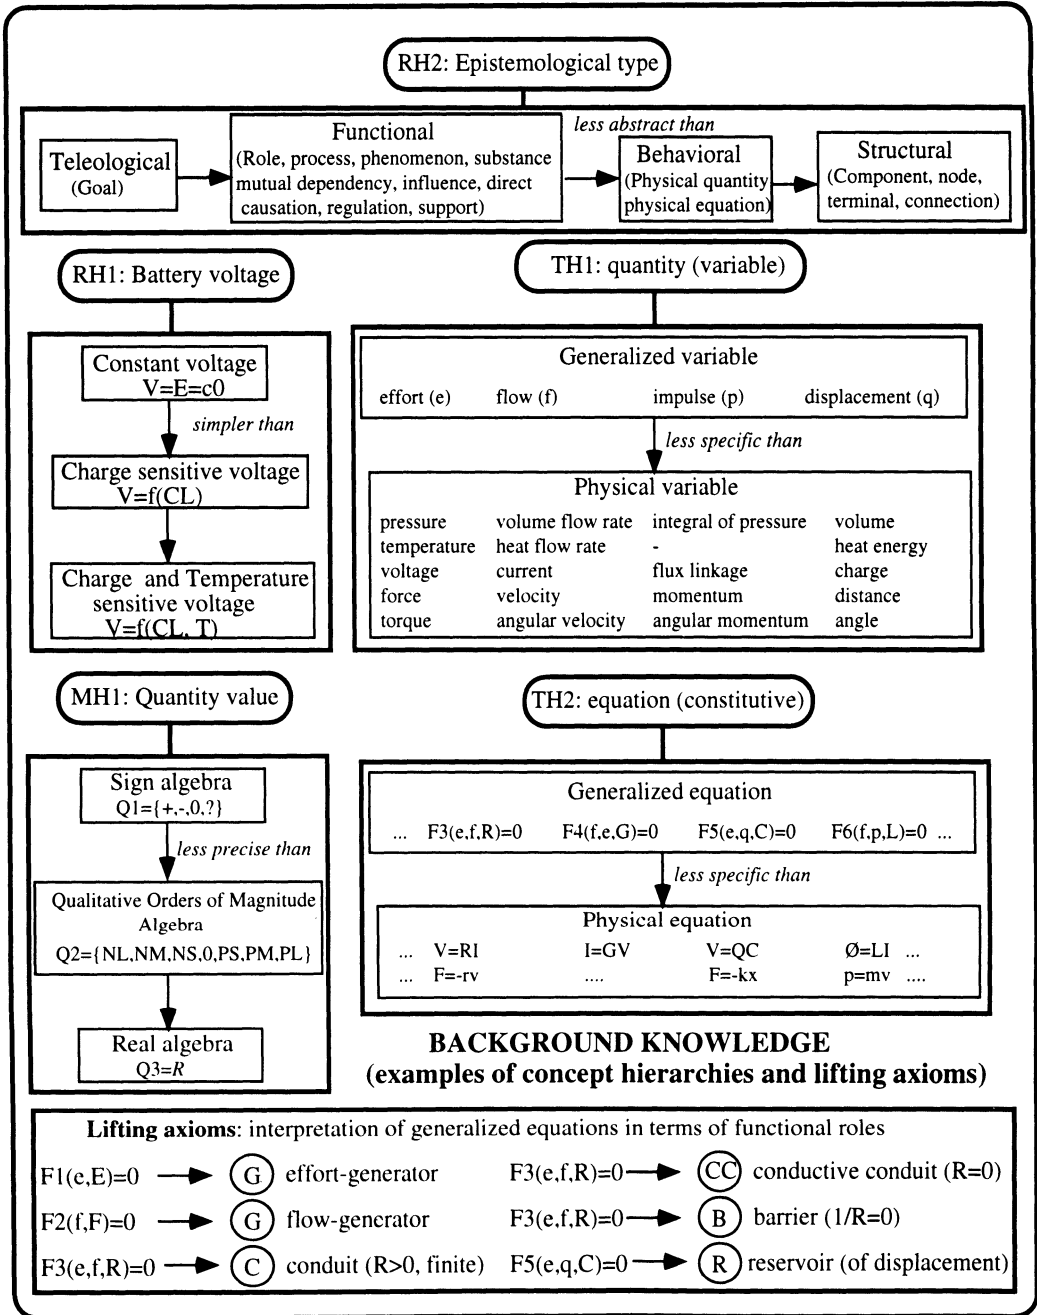 RH2: Epistemological type
less abstract than
Teleological
(Goal)
Functional
(Role, process, phenomenon, substance
mutual dependency, influence, direct
causation, regulation, support)
Behavioral
(Physical quantity
physical equation)
Structural
(Component, node,
terminal, connection)
RH1: Battery voltage
Constant voltage
V=E=c0
simpler than
Charge sensitive voltage
V=f(CL)
Charge and Temperature
sensitive voltage
V=f(CL, T)
TH1: quantity (variable)
Generalized variable
effort (e) flow (f) impulse (p) displacement (q)
less specific than
Physical variable
pressure volume flow rate integral of pressure volume
temperature heat flow rate - heat energy
voltage current flux linkage charge
force velocity momentum distance
torque angular velocity angular momentum angle
MH1: Quantity value
Sign algebra
Q1={+,-,0,?}
less precise than
Qualitative Orders of Magnitude
Algebra
Q2={NL,NM,NS,0,PS,PM,PL}
Real algebra
Q3=R
TH2: equation (constitutive)
Generalized equation
... F3(e,f,R)=0 F4(f,e,G)=0 F5(e,q,C)=0 F6(f,p,L)=0 ...
less specific than
Physical equation
... V=RI I=GV V=QC Ø=LI ...
... F=-rv .... F=-kx p=mv ....
BACKGROUND KNOWLEDGE
(examples of concept hierarchies and lifting axioms)
Lifting axioms: interpretation of generalized equations in terms of functional roles
F1(e,E)=0 G effort-generator
F2(f,F)=0 G flow-generator
F3(e,f,R)=0 C conduit (R>0, finite)
F3(e,f,R)=0 CC conductive conduit (R=0)
F3(e,f,R)=0 B barrier (1/R=0)
F5(e,q,C)=0 R reservoir (of displacement)